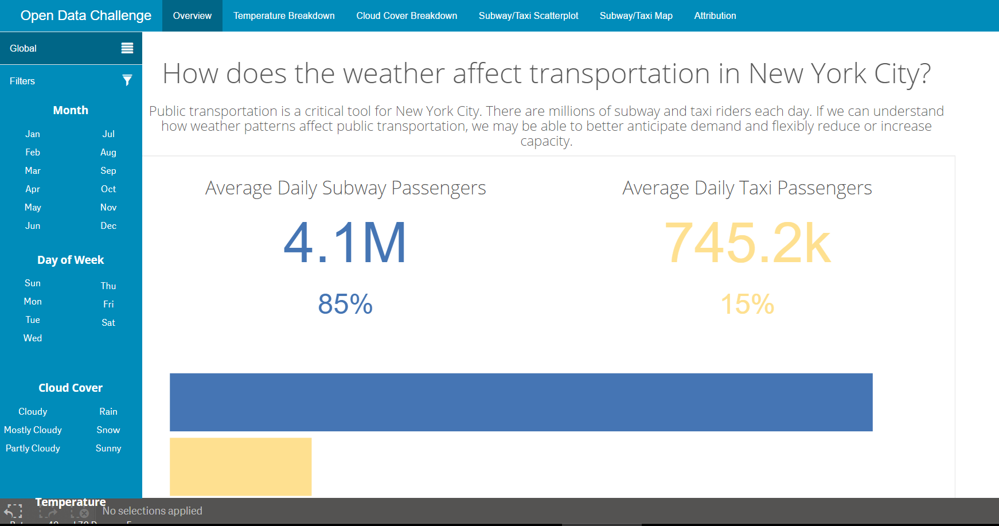 Open Data Challenge
Overview
Temperature Breakdown
Cloud Cover Breakdown
Subway/Taxi Scatterplot
Subway/Taxi Map
Attribution
Global
Filters
Month
Jan
Jul
Feb
Aug
Mar
Sep
Apr
Oct
May
Nov
Jun
Dec
Day of Week
Sun
Thu
Mon
Fri
Tue
Sat
Wed
Cloud Cover
Cloudy
Rain
Mostly Cloudy
Snow
Partly Cloudy
Sunny
Temperature
How does the weather affect transportation in New York City?
Public transportation is a critical tool for New York City. There are millions of subway and taxi riders each day. If we can understand
how weather patterns affect public transportation, we may be able to better anticipate demand and flexibly reduce or increase
capacity.
Average Daily Subway Passengers
4.1M
85%
Average Daily Taxi Passengers
745.2k
15%
No selections applied